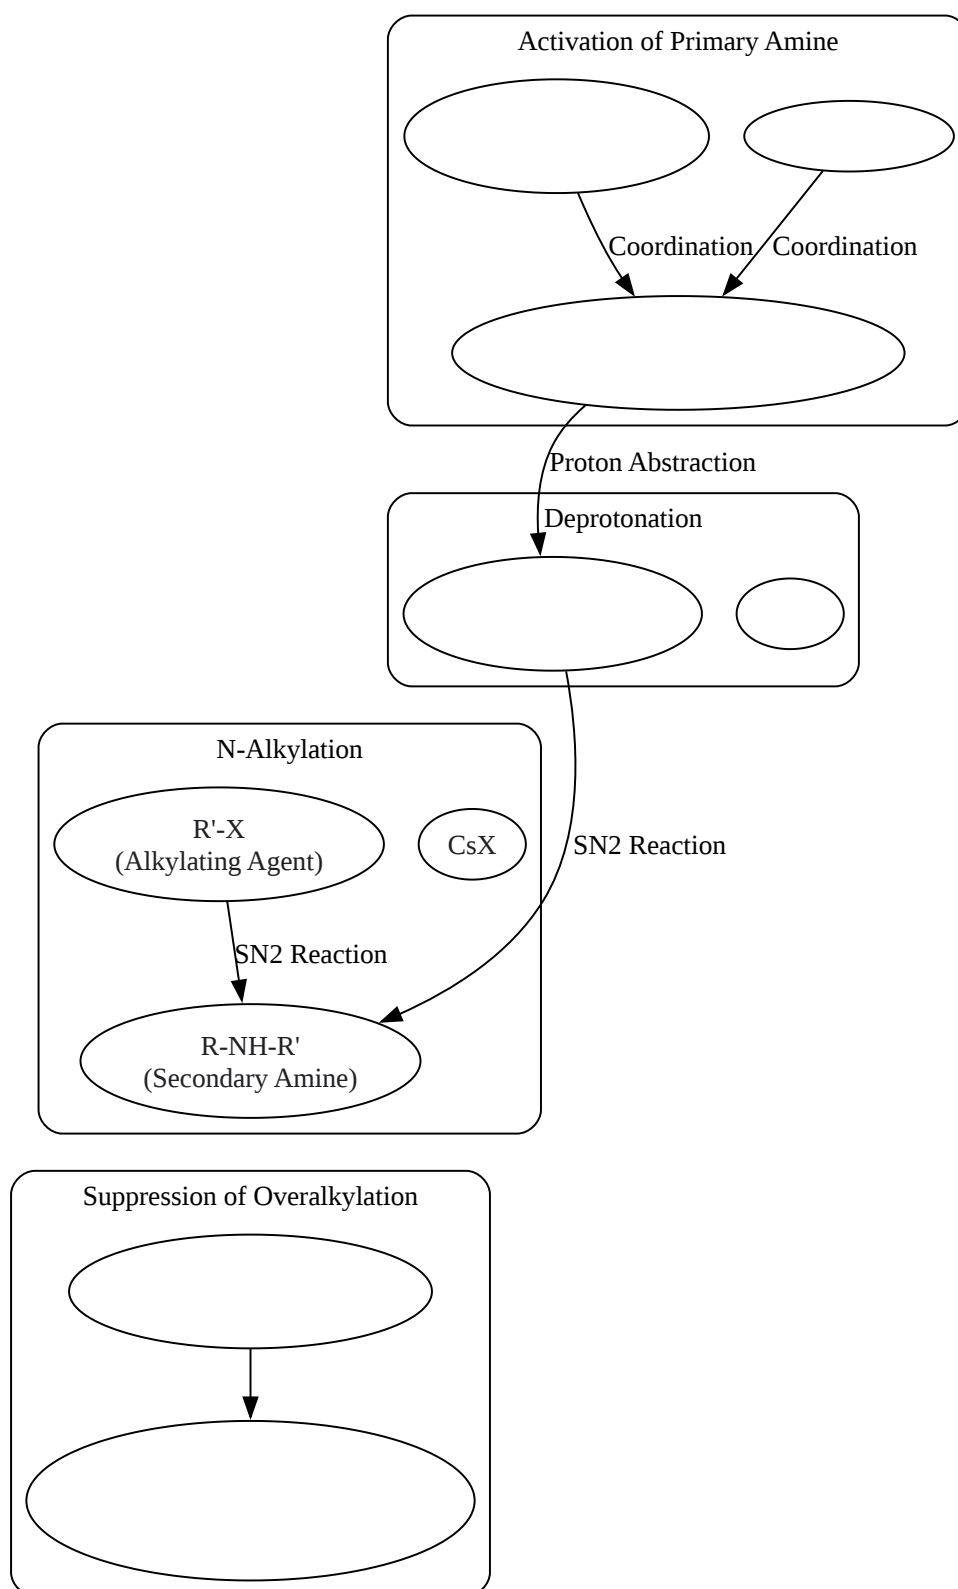 Activation of Primary Amine
Coordination
Coordination
Proton Abstraction
Deprotonation
N-Alkylation
R'-X
(Alkylating Agent)
CsX
SN2 Reaction
SN2 Reaction
R-NH-R'
(Secondary Amine)
Suppression of Overalkylation